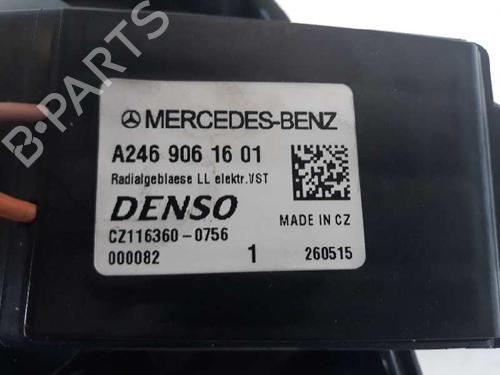 MERCEDES-BENZ
A246 906 16 01
Radialgeblaese LL elektr.VST
DENSO MADE IN CZ
CZ116360-0756
000082 1 260515